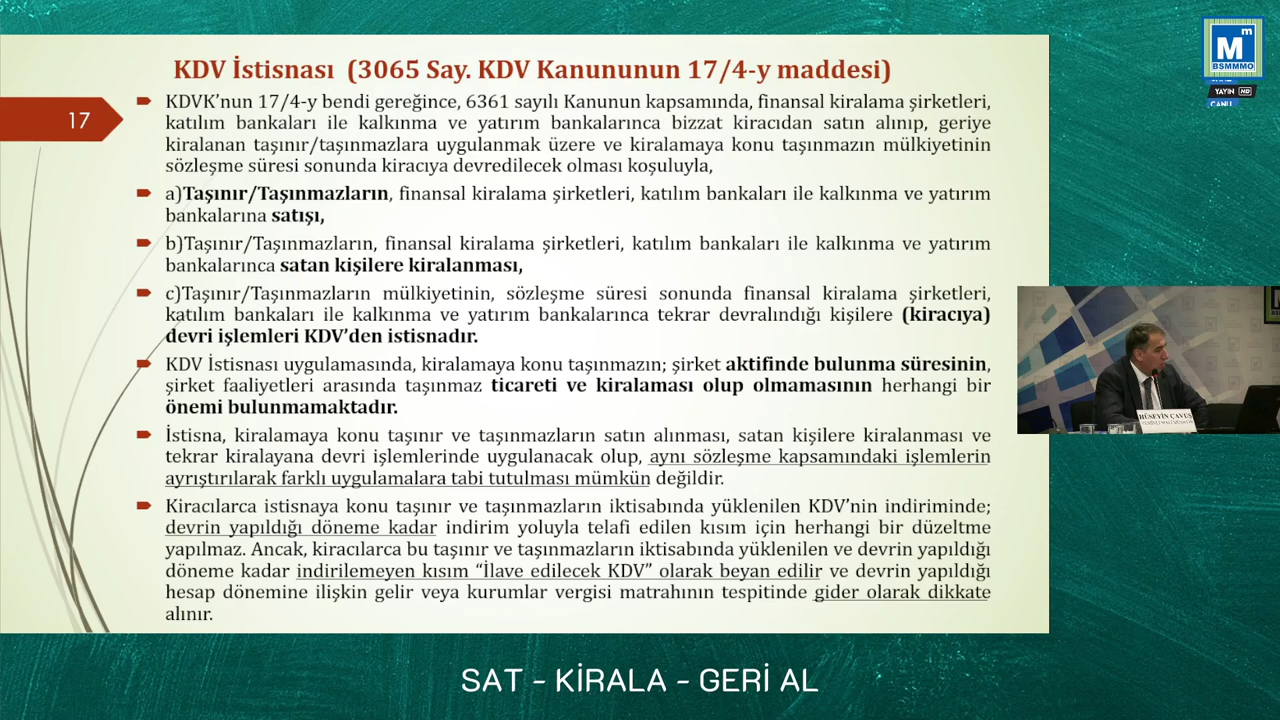 KDV İstisnası (3065 Say. KDV Kanununun 17/4-y maddesi)
17
KDVK’nun 17/4-y bendi gereğince, 6361 sayılı Kanunun kapsamında, finansal kiralama şirketleri,
katılım bankaları ile kalkınma ve yatırım bankalarınca bizzat kiracıdan satın alınıp, geriye
kiralanan taşınır/taşınmazlara uygulanmak üzere ve kiralamaya konu taşınmazın mülkiyetinin
sözleşme süresi sonunda kiracıya devredilecek olması koşuluyla,
a)Taşınır/Taşınmazların, finansal kiralama şirketleri, katılım bankaları ile kalkınma ve yatırım
bankalarına satışı,
b)Taşınır/Taşınmazların, finansal kiralama şirketleri, katılım bankaları ile kalkınma ve yatırım
bankalarınca satan kişilere kiralanması,
c)Taşınır/Taşınmazların mülkiyetinin, sözleşme süresi sonunda finansal kiralama şirketleri,
katılım bankaları ile kalkınma ve yatırım bankalarınca tekrar devralındığı kişilere (kiracıya)
devri işlemleri KDV’den istisnadır.
KDV İstisnası uygulamasında, kiralamaya konu taşınmazın; şirket aktifinde bulunma süresinin,
şirket faaliyetleri arasında taşınmaz ticareti ve kiralaması olup olmamasının herhangi bir
önemi bulunmamaktadır.
İstisna, kiralamaya konu taşınır ve taşınmazların satın alınması, satan kişilere kiralanması ve
tekrar kiralayana devri işlemlerinde uygulanacak olup, aynı sözleşme kapsamındaki işlemlerin
ayrıştırılarak farklı uygulamalara tabi tutulması mümkün değildir.
Kiracılarca istisnaya konu taşınır ve taşınmazların iktisabında yüklenilen KDV’nin indiriminde;
devrin yapıldığı döneme kadar indirim yoluyla telafi edilen kısım için herhangi bir düzeltme
yapılmaz. Ancak, kiracılarca bu taşınır ve taşınmazların iktisabında yüklenilen ve devrin yapıldığı
döneme kadar indirilemeyen kısım “İlave edilecek KDV” olarak beyan edilir ve devrin yapıldığı
hesap dönemine ilişkin gelir veya kurumlar vergisi matrahının tespitinde gider olarak dikkate
alınır.
Mm
BSMMMO
YAYIN HD
CANLI
HÜSEYİN ÇAVUŞ
SAT - KİRALA - GERİ AL